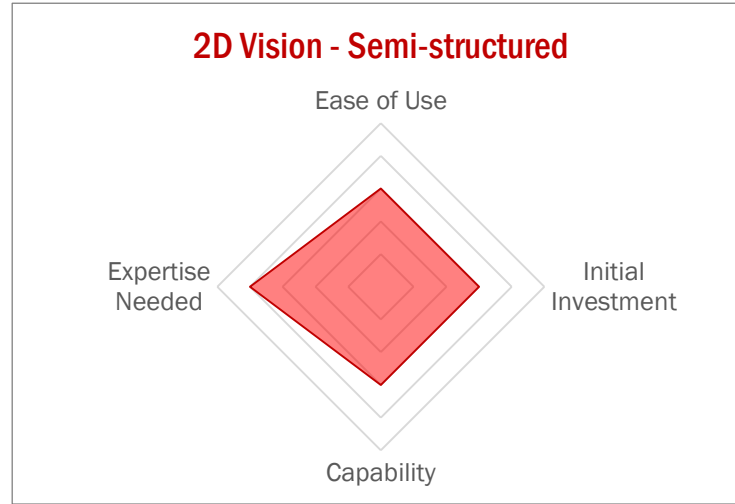 2D Vision - Semi-structured
Ease of Use
Expertise
Needed
Initial
Investment
Capability